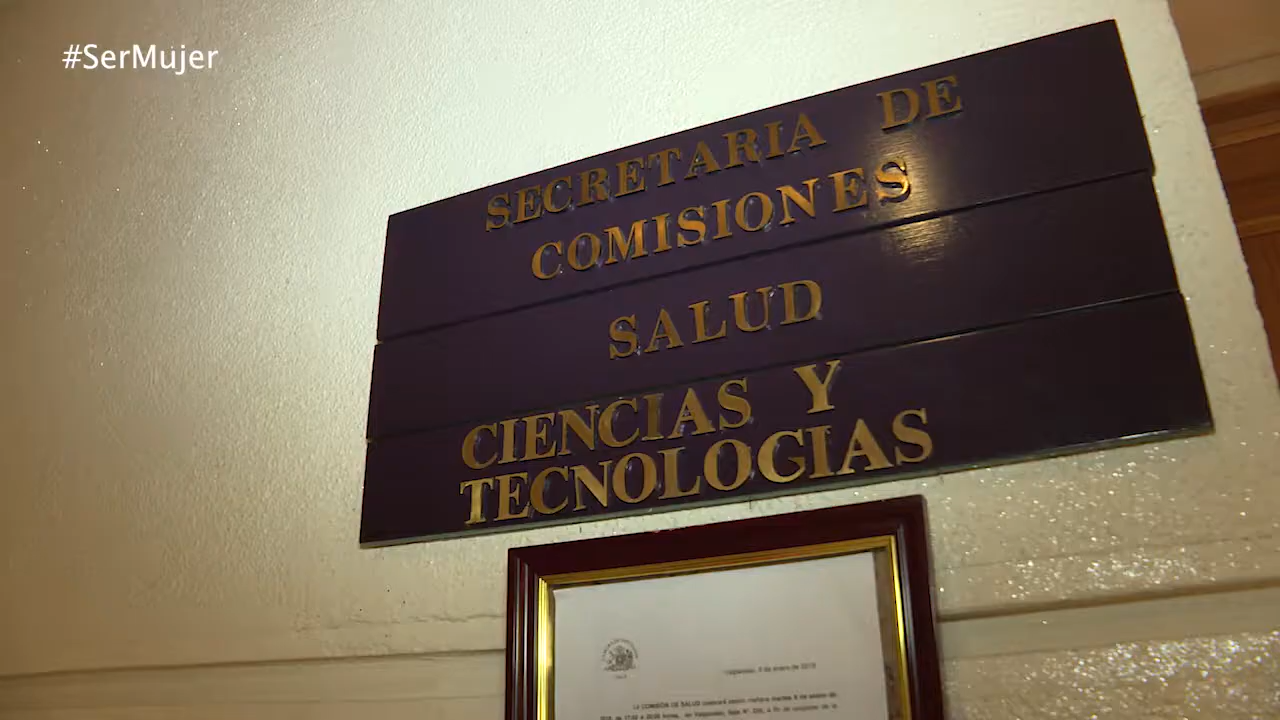 #SerMujer
SECRETARIA DE
COMISIONES
SALUD
CIENCIAS Y
TECNOLOGIAS
LA COMISIÓN DE SALUD